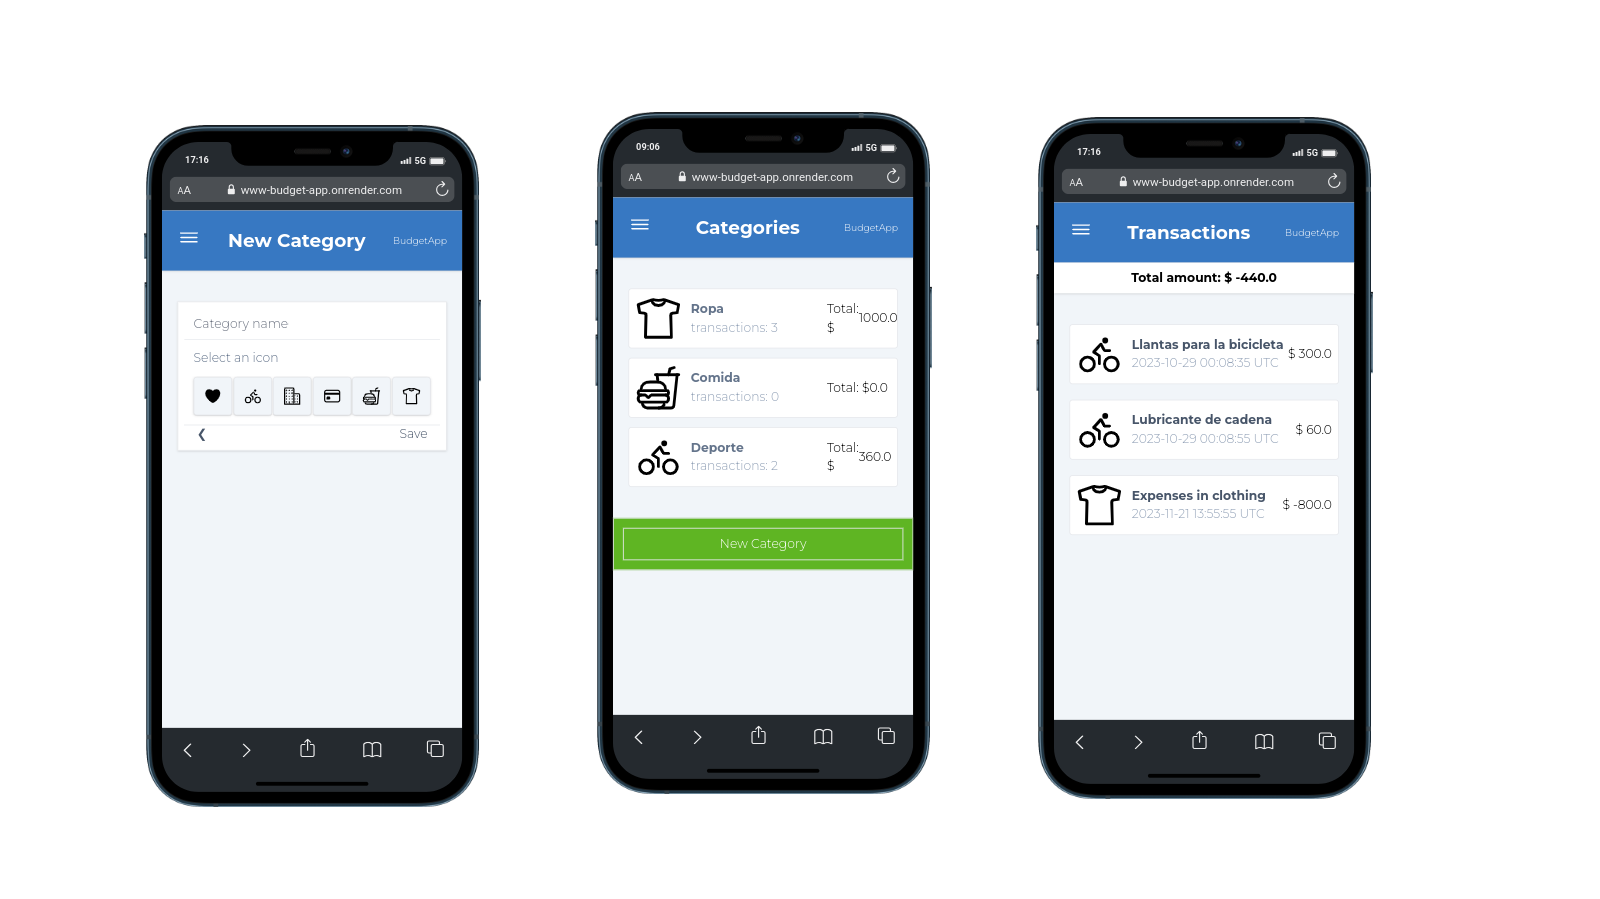 17:16
5G
AA
www-budget-app.onrender.com
New Category
BudgetApp
Category name
Select an icon
❮
Save
09:06
5G
AA
www-budget-app.onrender.com
Categories
BudgetApp
Ropa
transactions: 3
Total: $
1000.0
Comida
transactions: 0
Total: $0.0
Deporte
transactions: 2
Total: $
360.0
New Category
17:16
5G
AA
www-budget-app.onrender.com
Transactions
BudgetApp
Total amount: $ -440.0
Llantas para la bicicleta
2023-10-29 00:08:35 UTC
$ 300.0
Lubricante de cadena
2023-10-29 00:08:55 UTC
$ 60.0
Expenses in clothing
2023-11-21 13:55:55 UTC
$ -800.0